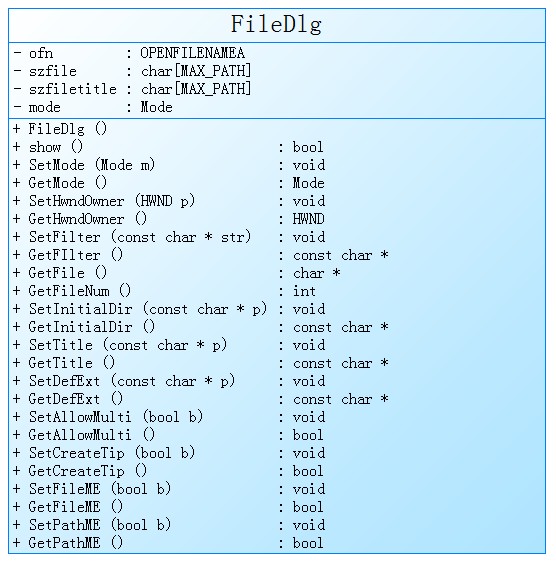 FileDlg
- ofn : OPENFILENAMEA
- szfile : char[MAX_PATH]
- szfiletitle : char[MAX_PATH]
- mode : Mode
+ FileDlg ()
+ show () : bool
+ SetMode (Mode m) : void
+ GetMode () : Mode
+ SetHwndOwner (HWND p) : void
+ GetHwndOwner () : HWND
+ SetFilter (const char * str) : void
+ GetFIlter () : const char *
+ GetFile () : char *
+ GetFileNum () : int
+ SetInitialDir (const char * p) : void
+ GetInitialDir () : const char *
+ SetTitle (const char * p) : void
+ GetTitle () : const char *
+ SetDefExt (const char * p) : void
+ GetDefExt () : const char *
+ SetAllowMulti (bool b) : void
+ GetAllowMulti () : bool
+ SetCreateTip (bool b) : void
+ GetCreateTip () : bool
+ SetFileME (bool b) : void
+ GetFileME () : bool
+ SetPathME (bool b) : void
+ GetPathME () : bool